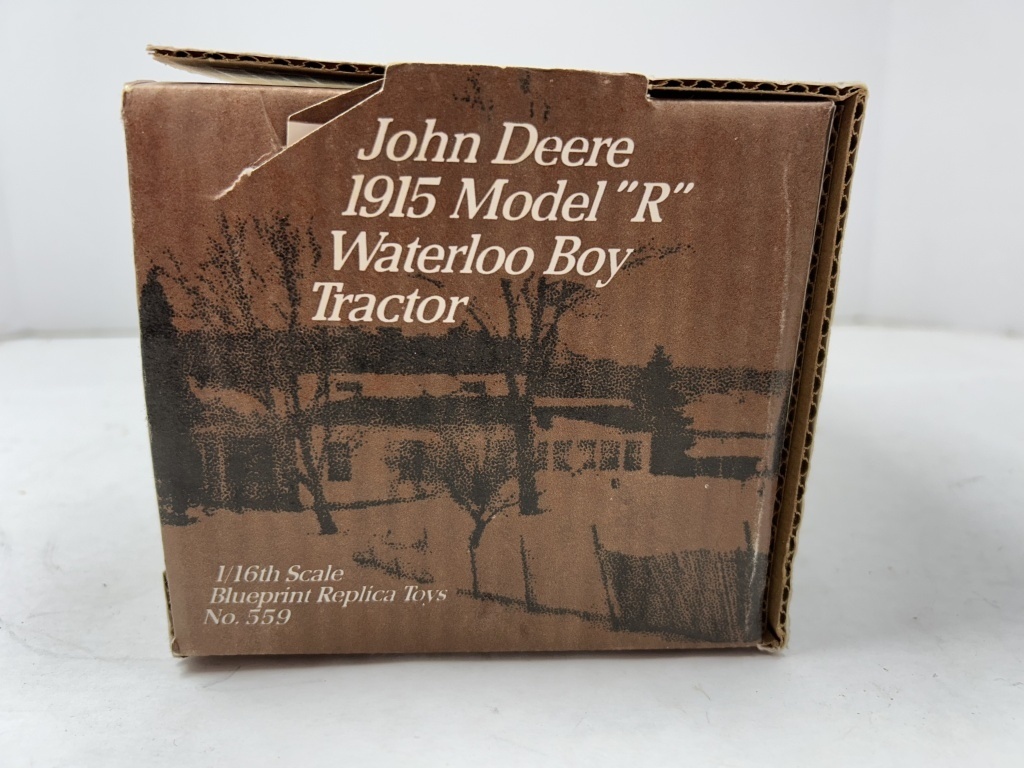 John Deere
1915 Model "R"
Waterloo Boy
Tractor
1/16th Scale
Blueprint Replica Toys
No. 559